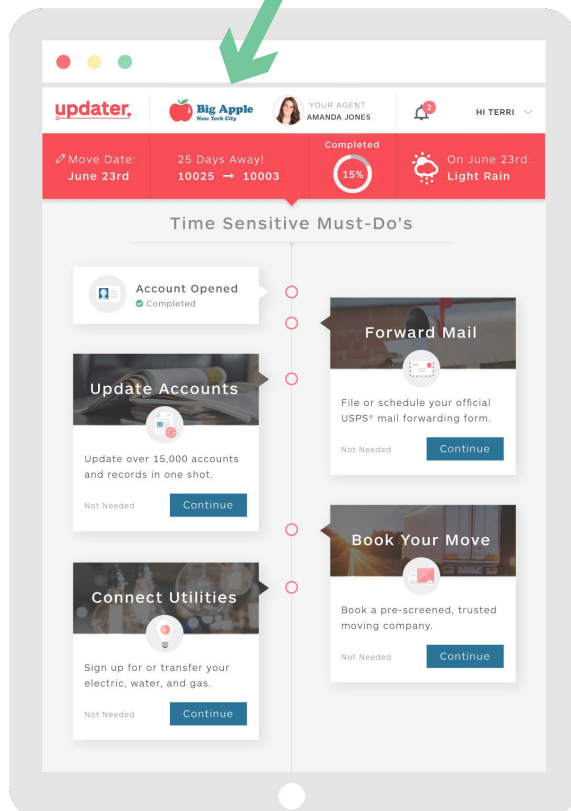 updater.
Big Apple
New York City
YOUR AGENT
AMANDA JONES
2
HI TERRI
Move Date:
June 23rd
25 Days Away!
10025 → 10003
Completed
15%
On June 23rd:
Light Rain
Time Sensitive Must-Do's
Account Opened
Completed
Forward Mail
File or schedule your official
USPS® mail forwarding form.
Not Needed
Continue
Update Accounts
Update over 15,000 accounts
and records in one shot.
Not Needed
Continue
Book Your Move
Book a pre-screened, trusted
moving company.
Not Needed
Continue
Connect Utilities
Sign up for or transfer your
electric, water, and gas.
Not Needed
Continue